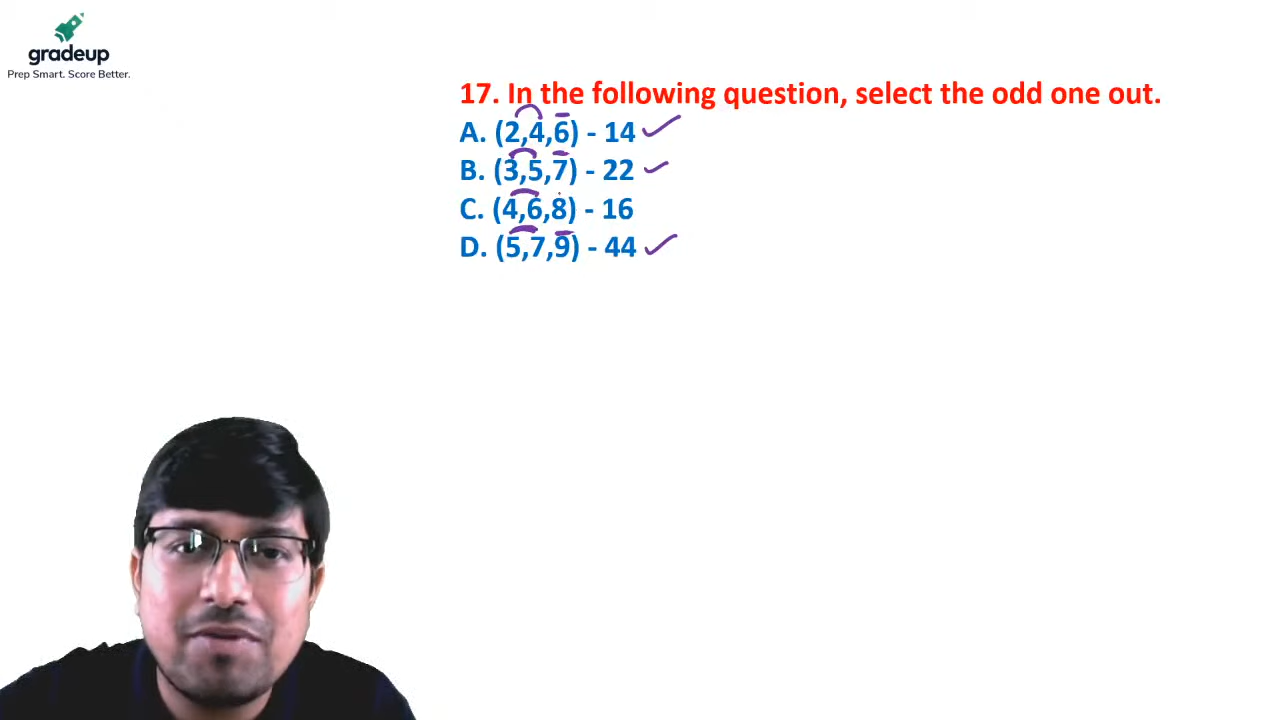 gradeup
Prep Smart. Score Better.
17. In the following question, select the odd one out.
A. (2,4,6) - 14
B. (3,5,7) - 22
C. (4,6,8) - 16
D. (5,7,9) - 44